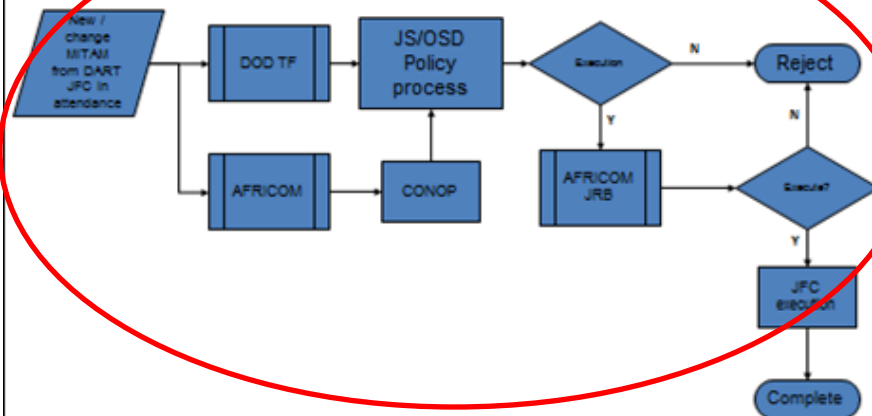 New /
change
MITAM
from DART
JFC in
attendance
DOD TF
JS/OSD
Policy
process
Execution
N
Reject
Y
N
AFRICOM
CONOP
AFRICOM
JRB
Execute?
Y
JFC
execution
Complete